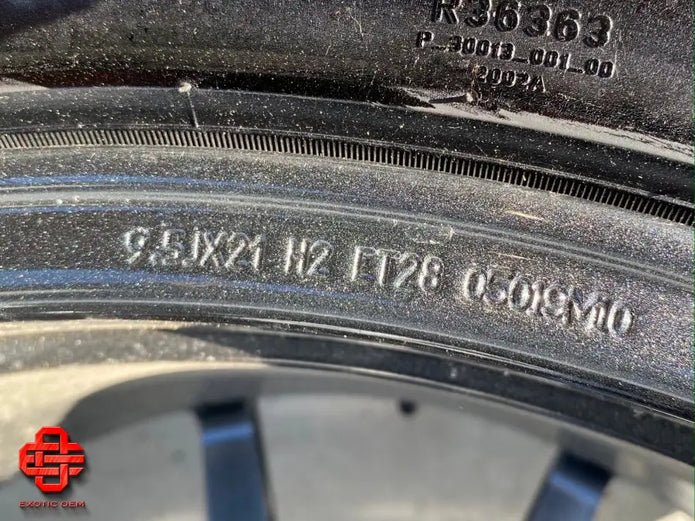 R36363
P_30013_001_00
2002A
9.5JX21 H2 ET28 05019M10
EXOTIC OEM